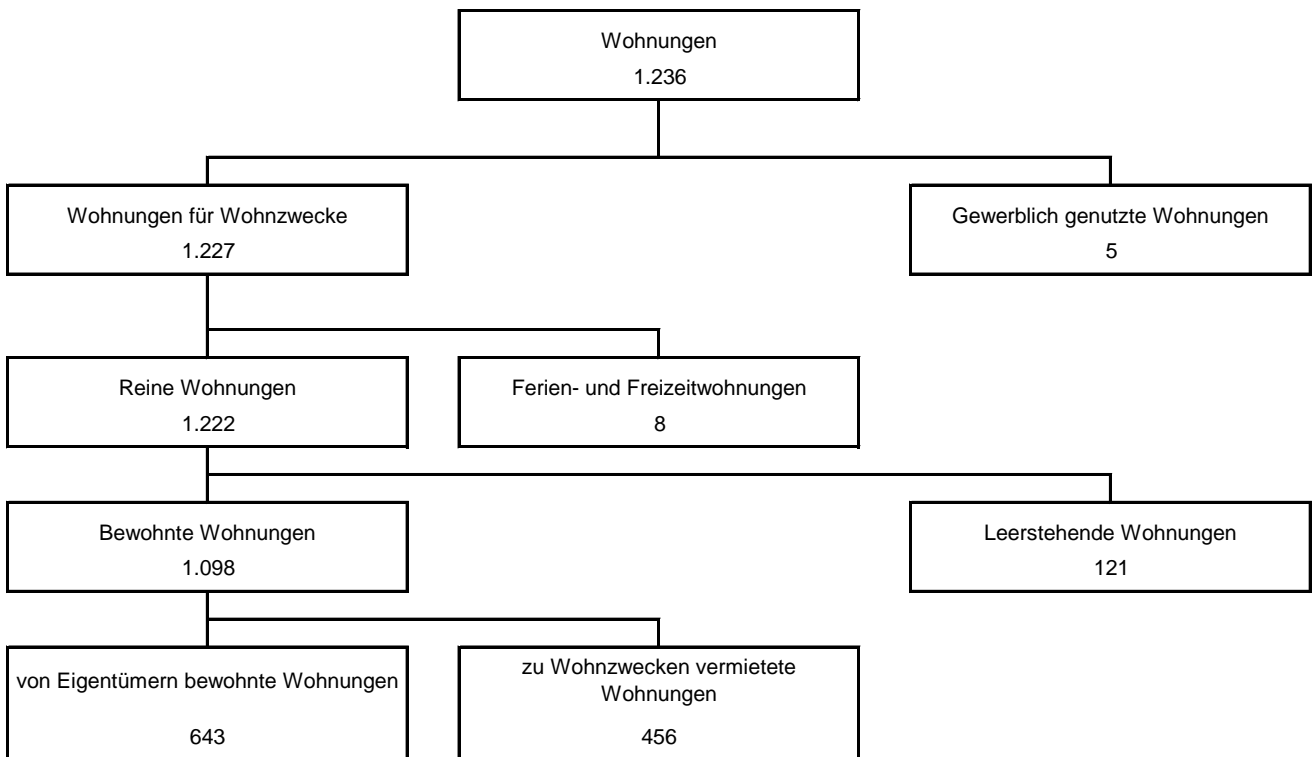 Wohnungen
1.236
Wohnungen für Wohnzwecke
1.227
Gewerblich genutzte Wohnungen
5
Reine Wohnungen
1.222
Ferien- und Freizeitwohnungen
8
Bewohnte Wohnungen
1.098
Leerstehende Wohnungen
121
von Eigentümern bewohnte Wohnungen
643
zu Wohnzwecken vermietete
Wohnungen
456